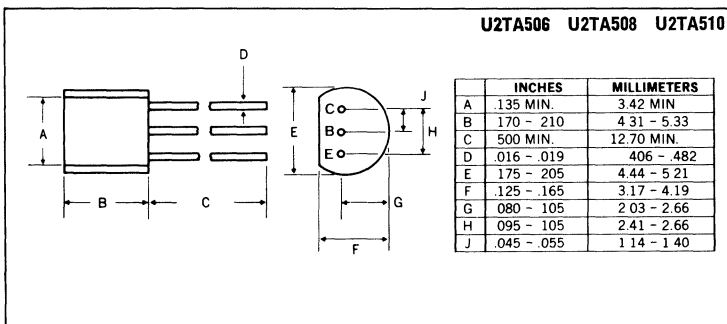 U2TA506 U2TA508 U2TA510
D
A
B
C
E
C
B
E
J
H
G
F
INCHES MILLIMETERS
A .135 MIN. 3.42 MIN
B 170 - 210 4 31 - 5.33
C 500 MIN. 12.70 MIN.
D .016 - .019 406 - .482
E 175 - 205 4.44 - 5 21
F .125 - .165 3.17 - 4.19
G 080 - 105 2 03 - 2.66
H 095 - 105 2.41 - 2.66
J .045 - .055 1 14 - 1 40